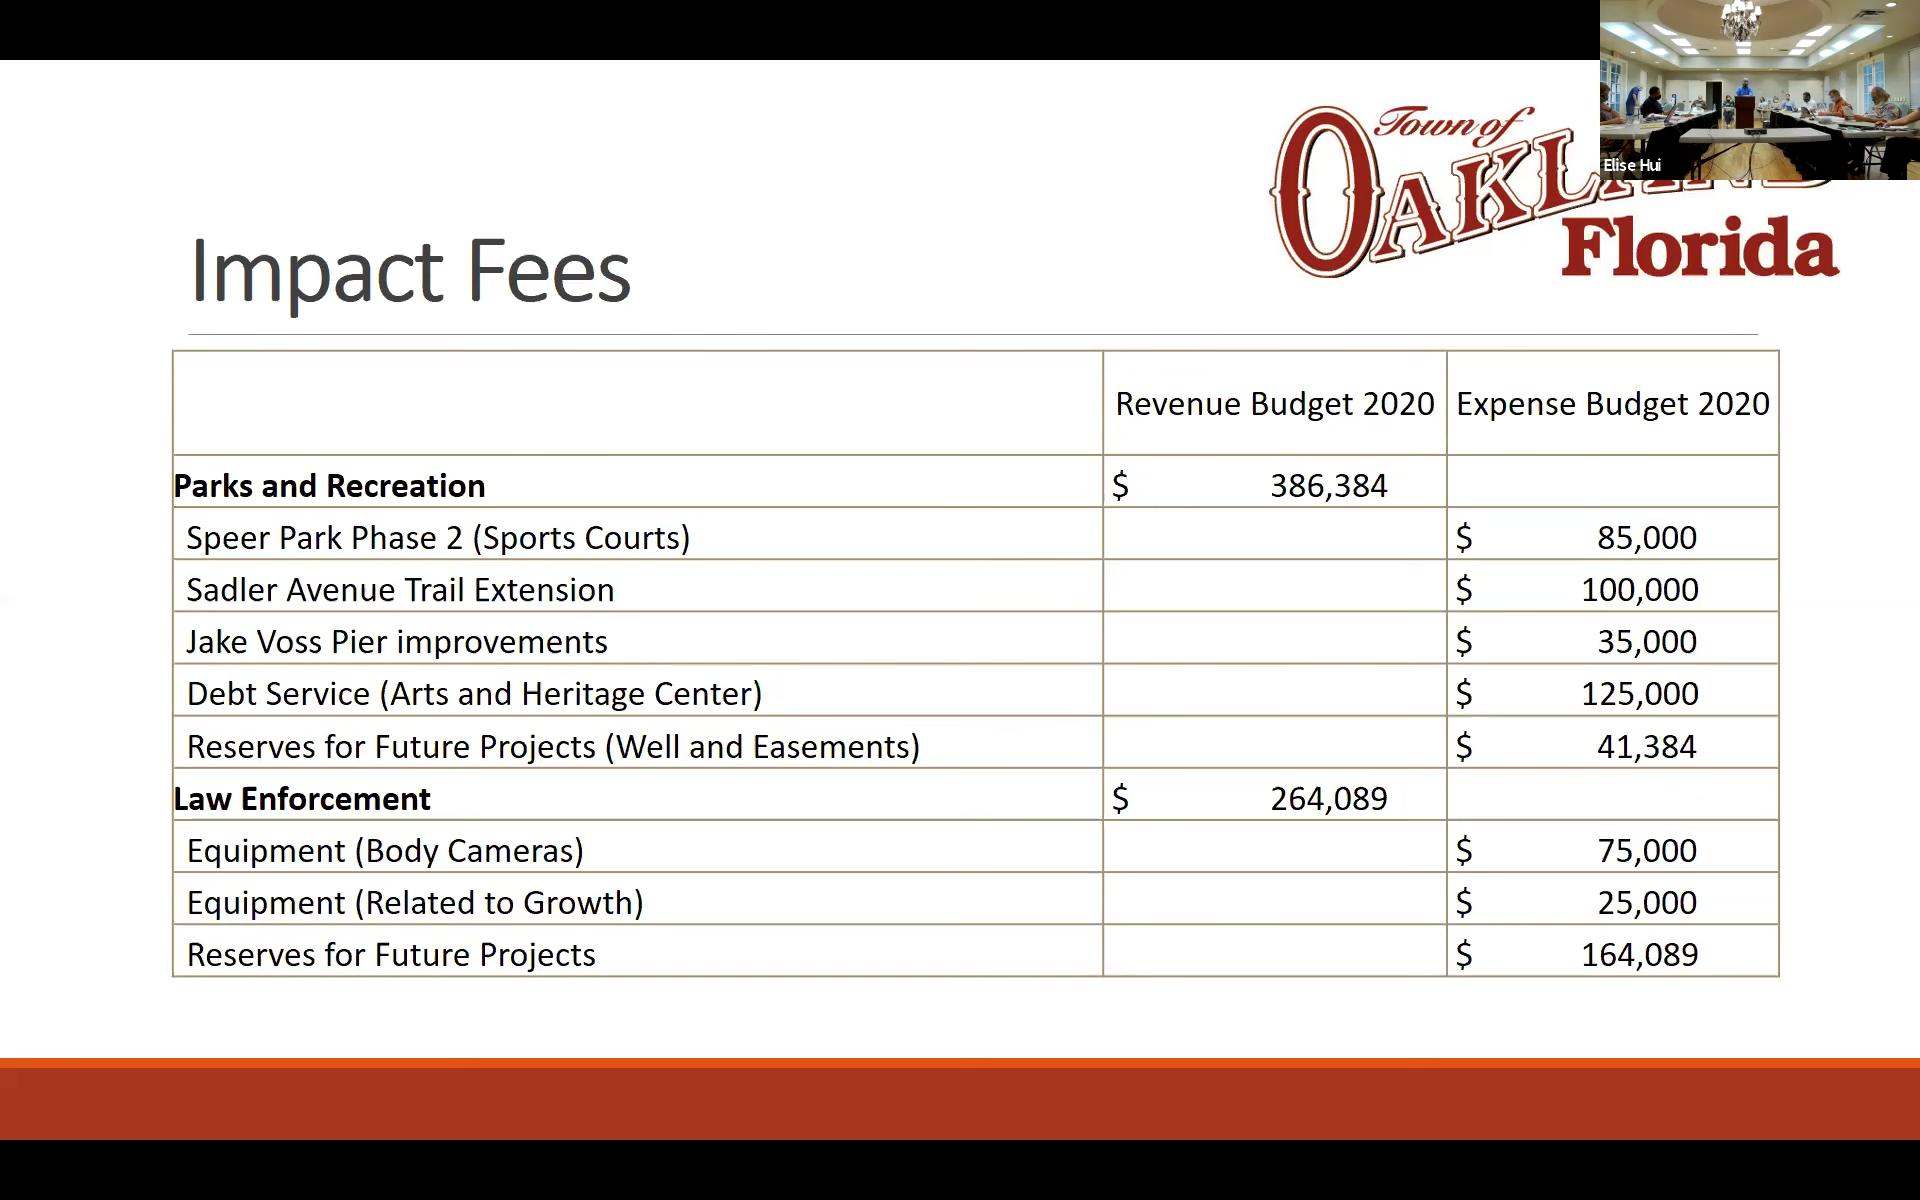 Town of
OAKLAND
Florida
Elise Hui
Impact Fees
Revenue Budget 2020 Expense Budget 2020
Parks and Recreation $ 386,384
Speer Park Phase 2 (Sports Courts) $ 85,000
Sadler Avenue Trail Extension $ 100,000
Jake Voss Pier improvements $ 35,000
Debt Service (Arts and Heritage Center) $ 125,000
Reserves for Future Projects (Well and Easements) $ 41,384
Law Enforcement $ 264,089
Equipment (Body Cameras) $ 75,000
Equipment (Related to Growth) $ 25,000
Reserves for Future Projects $ 164,089